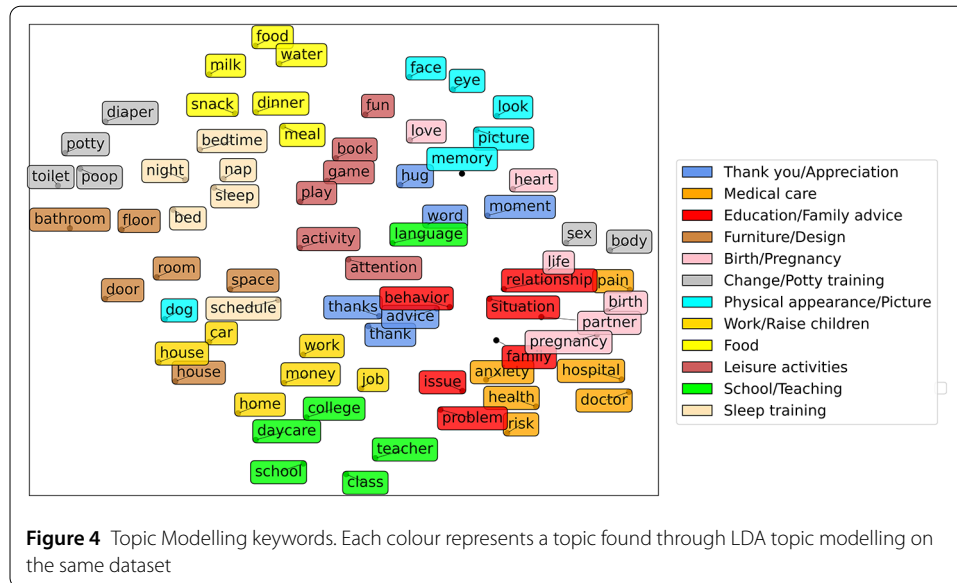 food
water
milk
face
eye
snack
dinner
fun
look
diaper
love
picture
potty
bedtime
meal
book
memory
night
nap
game
hug
heart
toilet
poop
sleep
play
moment
bathroom
floor
bed
word
language
sex
body
activity
life
room
attention
door
space
relationship
pain
dog
schedule
thanks
behavior
advice
situation
birth
partner
car
thank
pregnancy
house
work
family
house
money
job
issue
anxiety
hospital
home
college
health
doctor
daycare
problem
risk
teacher
school
class
Thank you/Appreciation
Medical care
Education/Family advice
Furniture/Design
Birth/Pregnancy
Change/Potty training
Physical appearance/Picture
Work/Raise children
Food
Leisure activities
School/Teaching
Sleep training
Figure 4 Topic Modelling keywords. Each colour represents a topic found through LDA topic modelling on
the same dataset